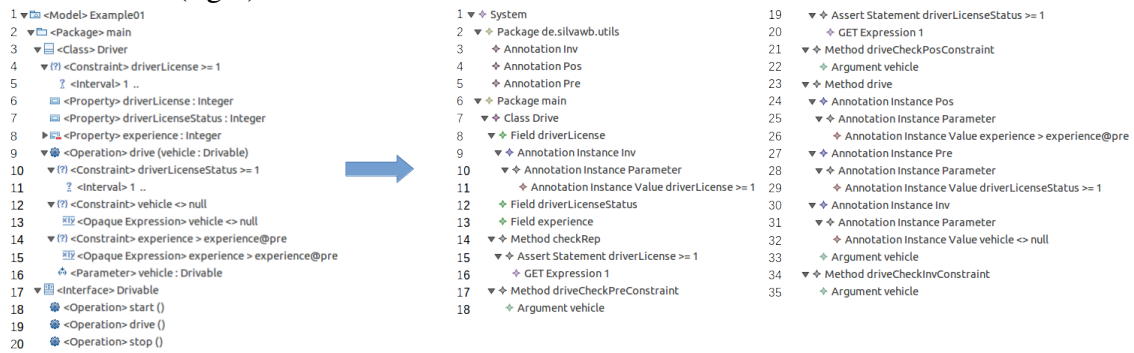 1 <Model> Example01
2 <Package> main
3 <Class> Driver
4 {?} <Constraint> driverLicense >= 1
5 ? <Interval> 1 ..
6 <Property> driverLicense : Integer
7 <Property> driverLicenseStatus : Integer
8 <Property> experience : Integer
9 <Operation> drive (vehicle : Drivable)
10 {?} <Constraint> driverLicenseStatus >= 1
11 ? <Interval> 1 ..
12 {?} <Constraint> vehicle <> null
13 <Opaque Expression> vehicle <> null
14 {?} <Constraint> experience > experience@pre
15 <Opaque Expression> experience > experience@pre
16 <Parameter> vehicle : Drivable
17 <Interface> Drivable
18 <Operation> start ()
19 <Operation> drive ()
20 <Operation> stop ()
1 System
2 Package de.silvawb.utils
3 Annotation Inv
4 Annotation Pos
5 Annotation Pre
6 Package main
7 Class Drive
8 Field driverLicense
9 Annotation Instance Inv
10 Annotation Instance Parameter
11 Annotation Instance Value driverLicense >= 1
12 Field driverLicenseStatus
13 Field experience
14 Method checkRep
15 Assert Statement driverLicense >= 1
16 GET Expression 1
17 Method driveCheckPreConstraint
18 Argument vehicle
19 Assert Statement driverLicenseStatus >= 1
20 GET Expression 1
21 Method driveCheckPosConstraint
22 Argument vehicle
23 Method drive
24 Annotation Instance Pos
25 Annotation Instance Parameter
26 Annotation Instance Value experience > experience@pre
27 Annotation Instance Pre
28 Annotation Instance Parameter
29 Annotation Instance Value driverLicenseStatus >= 1
30 Annotation Instance Inv
31 Annotation Instance Parameter
32 Annotation Instance Value vehicle <> null
33 Argument vehicle
34 Method driveCheckInvConstraint
35 Argument vehicle